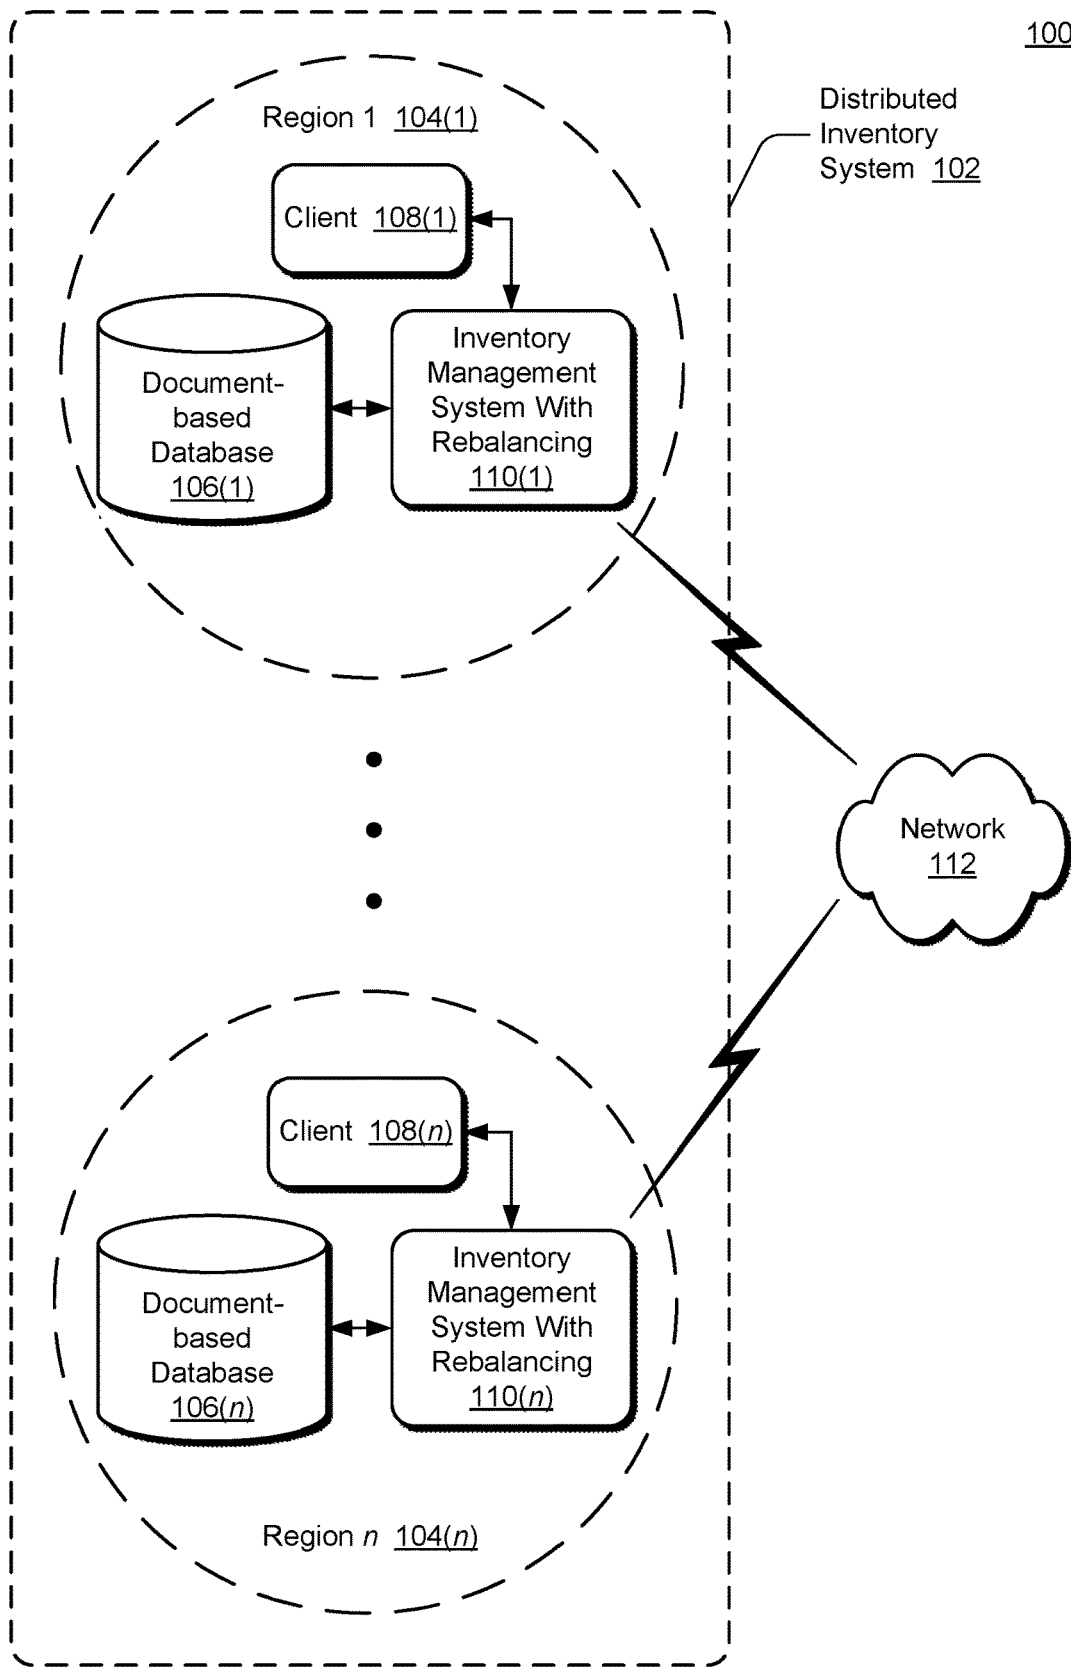 100
Distributed
Inventory
System 102
Region 1 104(1)
Client 108(1)
Document-
based
Database
106(1)
Inventory
Management
System With
Rebalancing
110(1)
Network
112
Client 108(n)
Document-
based
Database
106(n)
Inventory
Management
System With
Rebalancing
110(n)
Region n 104(n)